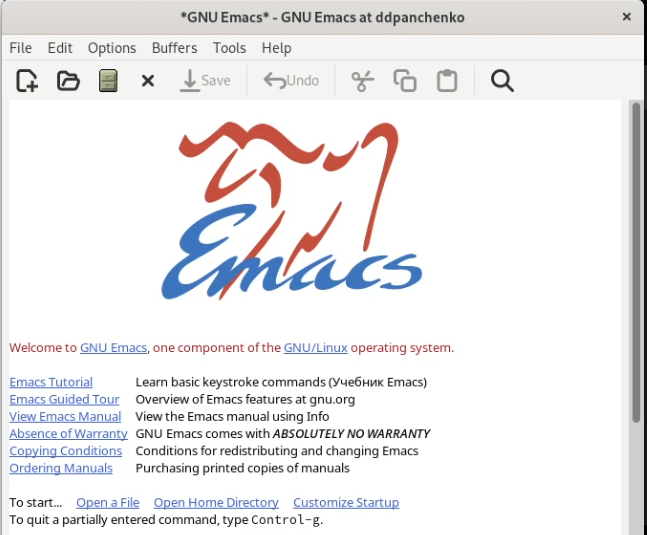 *GNU Emacs* - GNU Emacs at ddpanchenko
File Edit Options Buffers Tools Help
Save Undo
Emacs
Welcome to GNU Emacs, one component of the GNU/Linux operating system.
Emacs Tutorial Learn basic keystroke commands (Учебник Emacs)
Emacs Guided Tour Overview of Emacs features at gnu.org
View Emacs Manual View the Emacs manual using Info
Absence of Warranty GNU Emacs comes with ABSOLUTELY NO WARRANTY
Copying Conditions Conditions for redistributing and changing Emacs
Ordering Manuals Purchasing printed copies of manuals
To start... Open a File Open Home Directory Customize Startup
To quit a partially entered command, type Control-g.